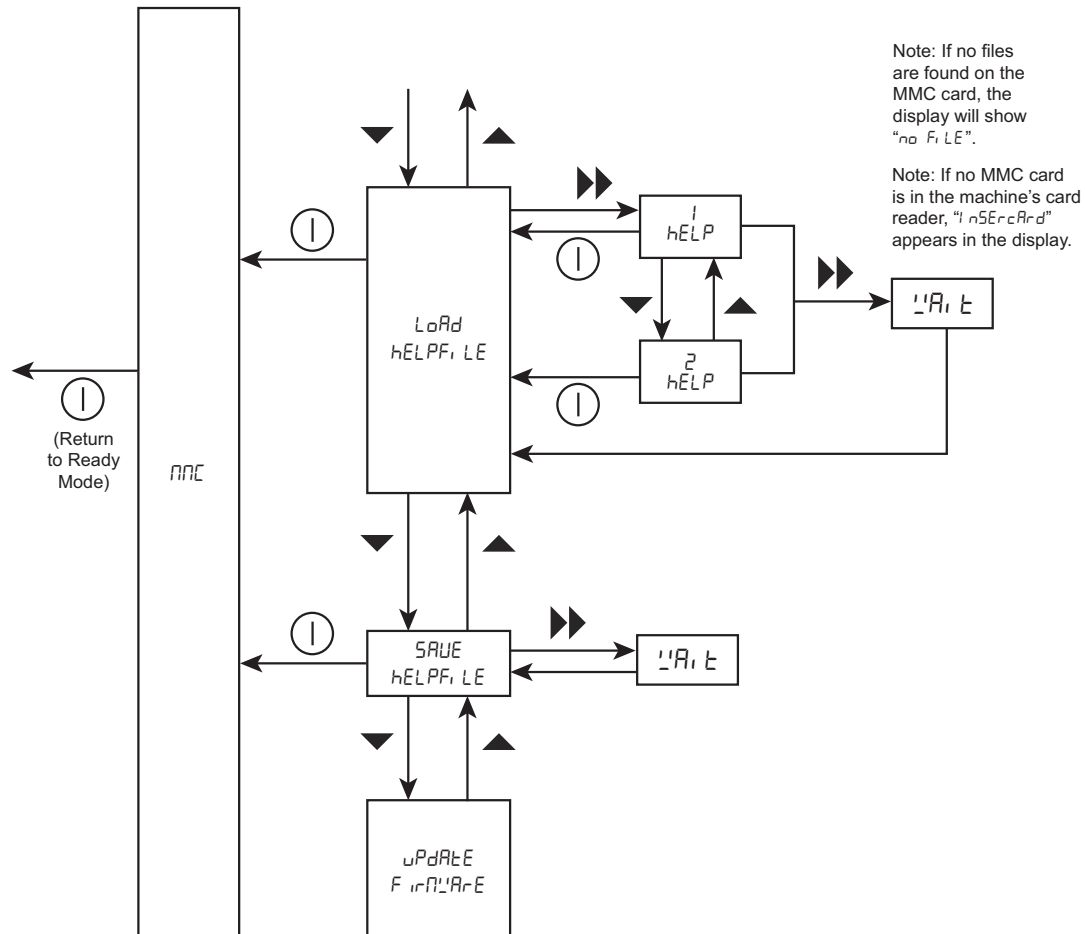 Note: If no files
are found on the
MMC card, the
display will show
“no FiLE”.
Note: If no MMC card
is in the machine’s card
reader, “InSErcArd”
appears in the display.
1
hELP
WAit
2
hELP
LoAd
hELPFiLE
(Return
to Ready
Mode)
MMC
SAVE
hELPFiLE
WAit
uPdAtE
FirMWArE